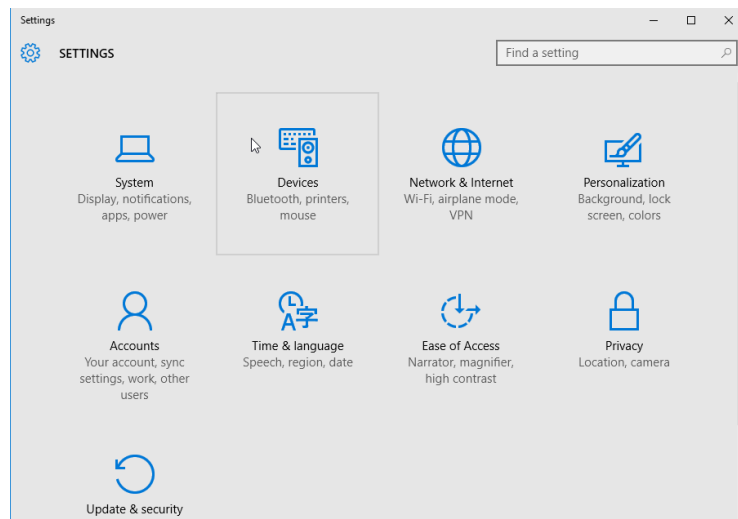 Settings
SETTINGS
Find a setting
System
Display, notifications,
apps, power
Devices
Bluetooth, printers,
mouse
Network & Internet
Wi-Fi, airplane mode,
VPN
Personalization
Background, lock
screen, colors
Accounts
Your account, sync
settings, work, other
users
Time & language
Speech, region, date
Ease of Access
Narrator, magnifier,
high contrast
Privacy
Location, camera
Update & security